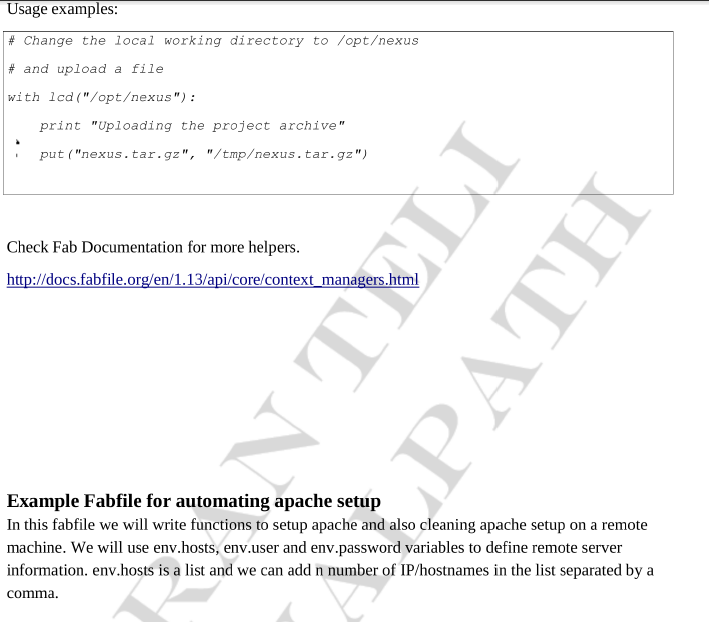 Usage examples:
# Change the local working directory to /opt/nexus
# and upload a file
with lcd("/opt/nexus"):
print "Uploading the project archive"
put("nexus.tar.gz", "/tmp/nexus.tar.gz")
Check Fab Documentation for more helpers.
http://docs.fabfile.org/en/1.13/api/core/context_managers.html
Example Fabfile for automating apache setup
In this fabfile we will write functions to setup apache and also cleaning apache setup on a remote
machine. We will use env.hosts, env.user and env.password variables to define remote server
information. env.hosts is a list and we can add n number of IP/hostnames in the list separated by a
comma.
RAN TELI
ALPATH